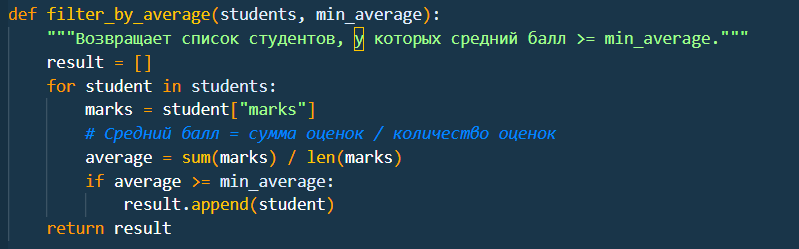 def filter_by_average(students, min_average):
    """Возвращает список студентов, у которых средний балл >= min_average."""
    result = []
    for student in students:
        marks = student["marks"]
        # Средний балл = сумма оценок / количество оценок
        average = sum(marks) / len(marks)
        if average >= min_average:
            result.append(student)
    return result